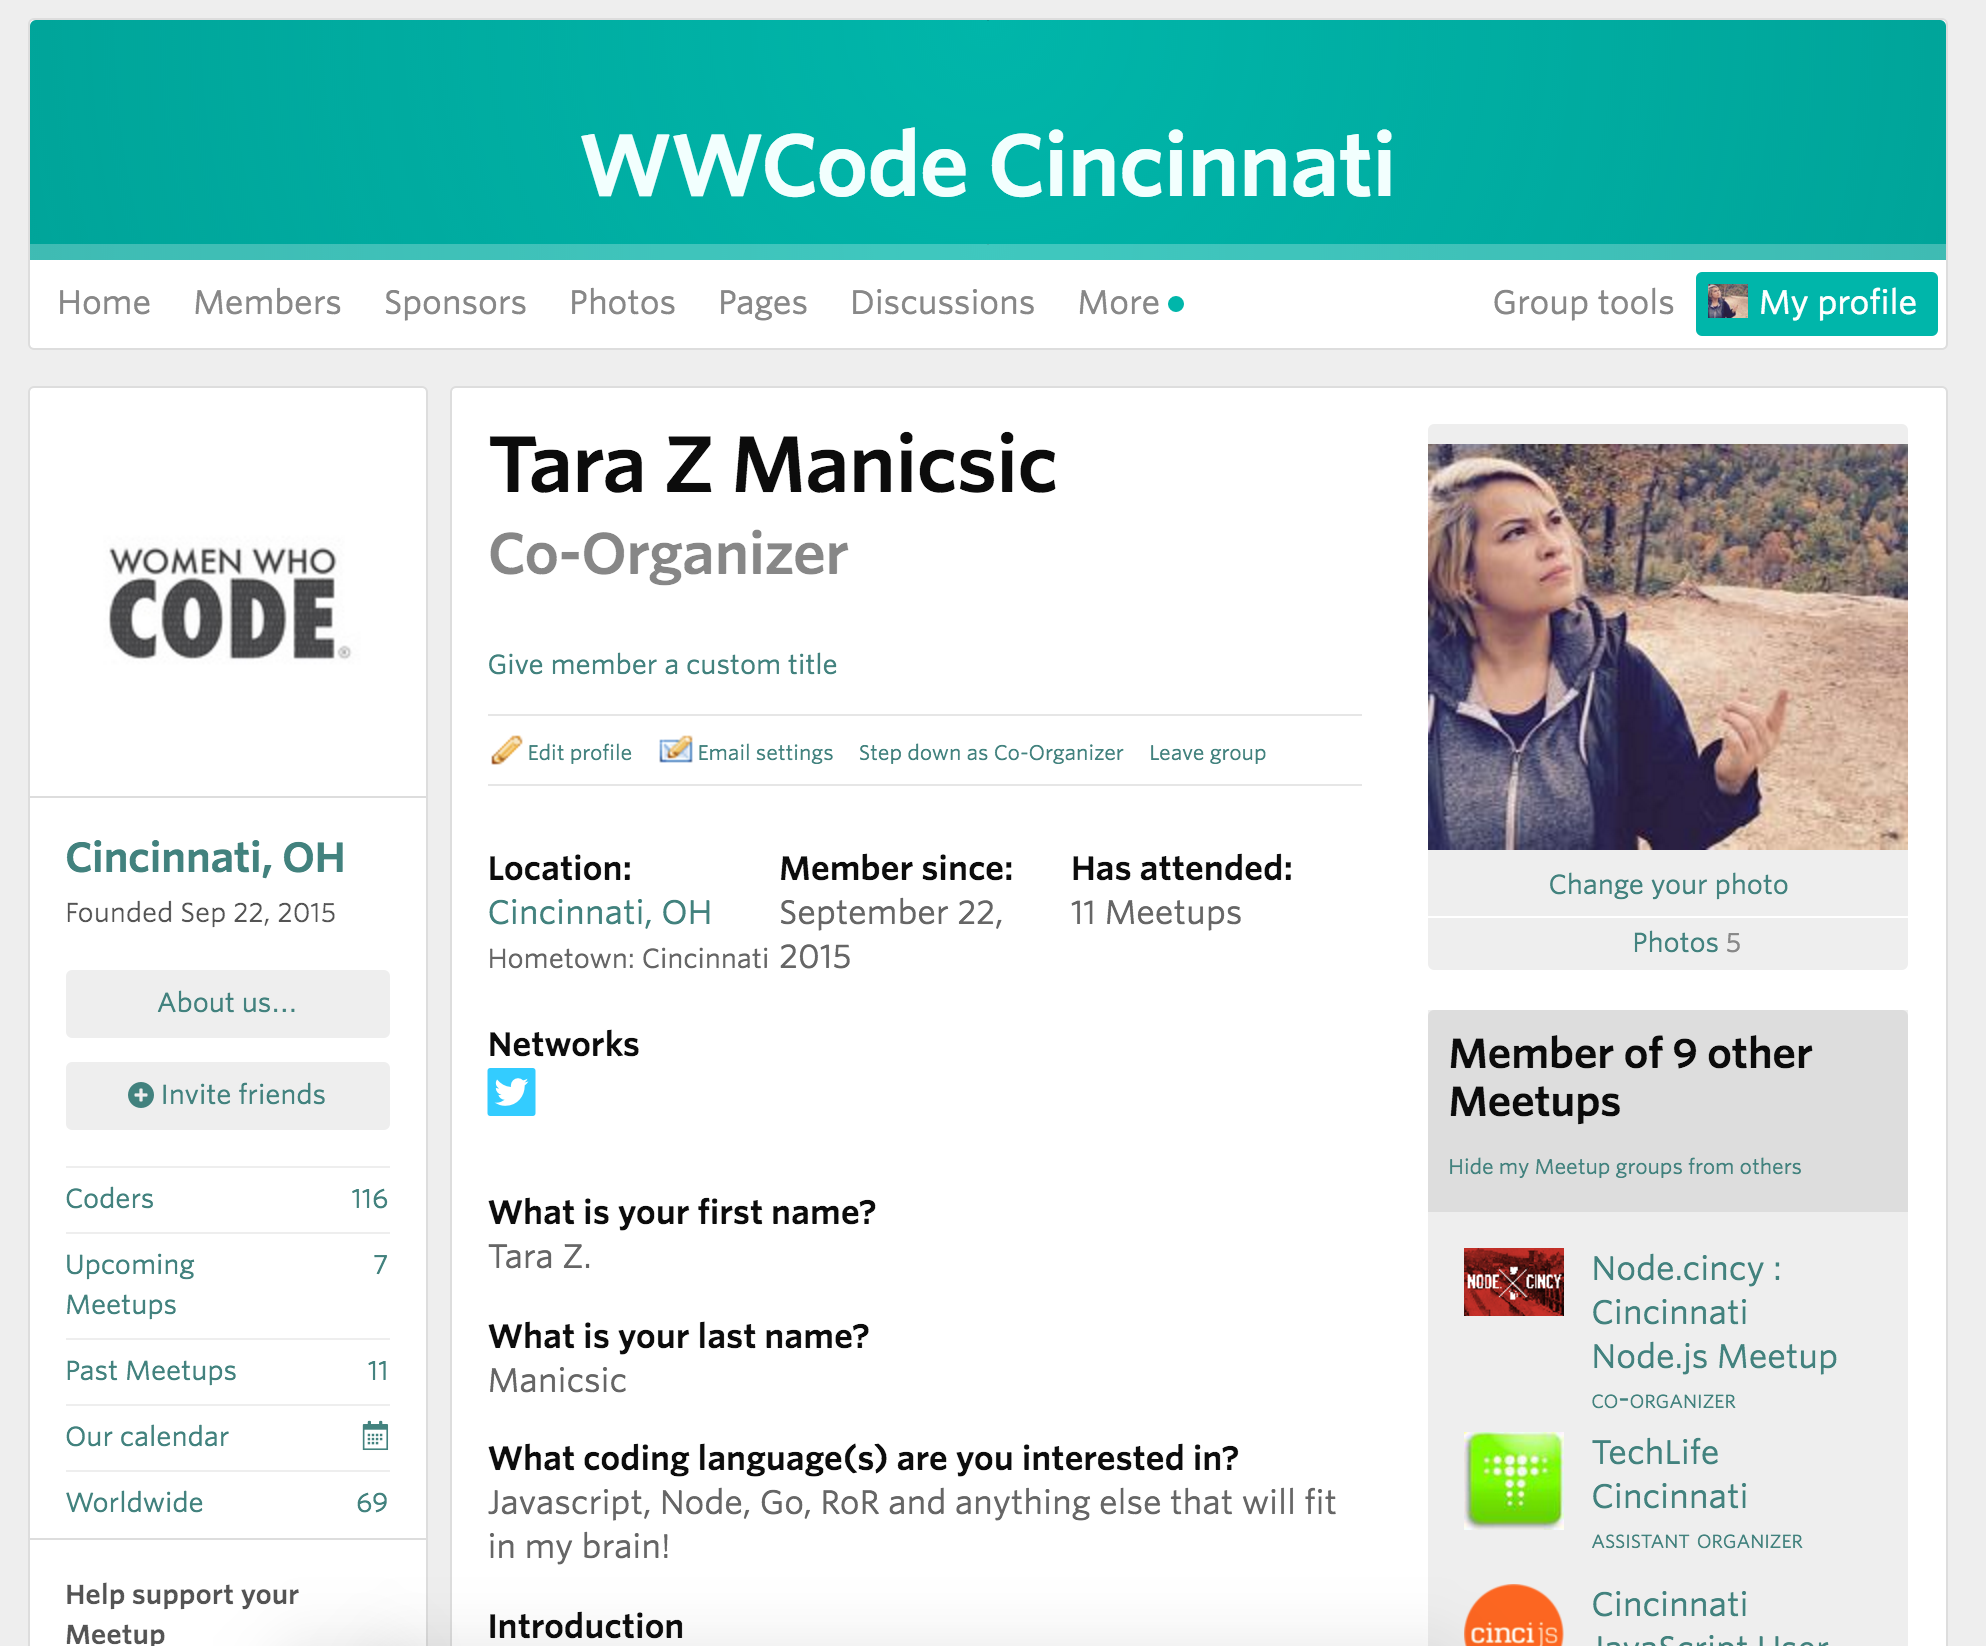 WWCode Cincinnati
Home Members Sponsors Photos Pages Discussions More Group tools My profile
WOMEN WHO
CODE®
Cincinnati, OH
Founded Sep 22, 2015
About us...
Invite friends
Coders 116
Upcoming 7
Meetups
Past Meetups 11
Our calendar
Worldwide 69
Help support your
Meetup
Tara Z Manicsic
Co-Organizer
Give member a custom title
Edit profile Email settings Step down as Co-Organizer Leave group
Location: Member since: Has attended:
Cincinnati, OH September 22, 11 Meetups
Hometown: Cincinnati 2015
Networks
What is your first name?
Tara Z.
What is your last name?
Manicsic
What coding language(s) are you interested in?
Javascript, Node, Go, RoR and anything else that will fit
in my brain!
Introduction
Change your photo
Photos 5
Member of 9 other
Meetups
Hide my Meetup groups from others
NODE CINCY
Node.cincy :
Cincinnati
Node.js Meetup
CO-ORGANIZER
TechLife
Cincinnati
ASSISTANT ORGANIZER
cincijs
Cincinnati
JavaScript User